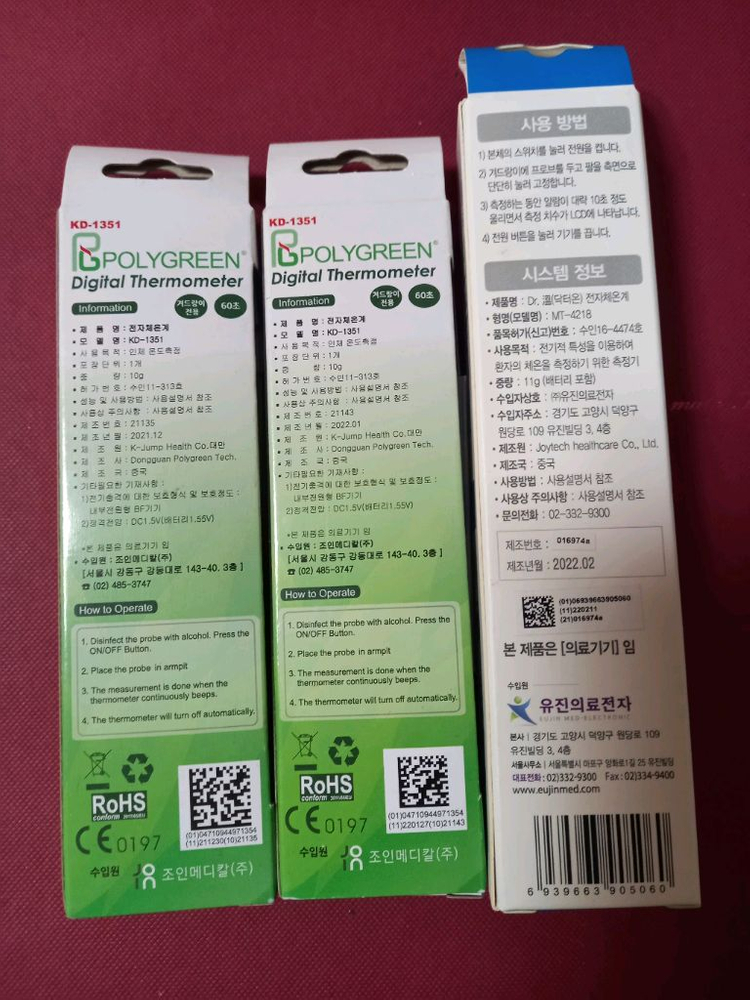 KD-1351
POLYGREEN®
Digital Thermometer
Information
겨드랑이
전용
60초
• 제 품 명 : 전자체온계
• 모 델 명 : KD-1351
• 사 용 목 적 : 인체 온도측정
• 포 장 단 위 : 1개
• 중 량 : 10g
• 허 가 번 호 : 수인11-313호
• 성능 및 사용방법 : 사용설명서 참조
• 사용상 주의사항 : 사용설명서 참조
• 제 조 번 호 : 21135
• 제 조 년 월 : 2021.12
• 제 조 원 : K-Jump Health Co.대만
• 제 조 사 : Dongguan Polygreen Tech.
• 제 조 국 : 중국
• 기타필요한 기재사항 :
1)전기충격에 대한 보호형식 및 보호정도 :
내부전원형 BF기기
2)정격전압 : DC1.5V(배터리1.55V)
*본 제품은 의료기기 임
• 수입원 : 조인메디칼(주)
[서울시 강동구 강동대로 143-40. 3층 ]
☎ (02) 485-3747
How to Operate
1. Disinfect the probe with alcohol. Press the
ON/OFF Button.
2. Place the probe in armpit
3. The measurement is done when the
thermometer continuously beeps.
4. The thermometer will turn off automatically.
RoHS
conform
CE0197
(01)04710944971354
(11)211230(10)21135
수입원
조인메디칼(주)
KD-1351
POLYGREEN®
Digital Thermometer
Information
겨드랑이
전용
60초
• 제 품 명 : 전자체온계
• 모 델 명 : KD-1351
• 사 용 목 적 : 인체 온도측정
• 포 장 단 위 : 1개
• 중 량 : 10g
• 허 가 번 호 : 수인11-313호
• 성능 및 사용방법 : 사용설명서 참조
• 사용상 주의사항 : 사용설명서 참조
• 제 조 번 호 : 21143
• 제 조 년 월 : 2022.01
• 제 조 원 : K-Jump Health Co.대만
• 제 조 사 : Dongguan Polygreen Tech.
• 제 조 국 : 중국
• 기타필요한 기재사항 :
1)전기충격에 대한 보호형식 및 보호정도 :
내부전원형 BF기기
2)정격전압 : DC1.5V(배터리1.55V)
*본 제품은 의료기기 임
• 수입원 : 조인메디칼(주)
[서울시 강동구 강동대로 143-40. 3층 ]
☎ (02) 485-3747
How to Operate
1. Disinfect the probe with alcohol. Press the
ON/OFF Button.
2. Place the probe in armpit
3. The measurement is done when the
thermometer continuously beeps.
4. The thermometer will turn off automatically.
RoHS
conform
CE0197
(01)04710944971354
(11)220127(10)21143
수입원
조인메디칼(주)
사용 방법
1) 본체의 스위치를 눌러 전원을 켭니다.
2) 겨드랑이에 프로브를 두고 팔을 측면으로
단단히 눌러 고정합니다.
3) 측정하는 동안 알람이 대략 10초 정도
울리면서 측정 치수가 LCD에 나타납니다.
4) 전원 버튼을 눌러 기기를 끕니다.
시스템 정보
• 제품명 : Dr. 溫(닥터온) 전자체온계
• 형명(모델명) : MT-4218
• 품목허가(신고)번호 : 수인16-4474호
• 사용목적 : 전기적 특성을 이용하여
환자의 체온을 측정하기 위한 측정기
• 중량 : 11g (배터리 포함)
• 수입자상호 : ㈜유진의료전자
• 수입자주소 : 경기도 고양시 덕양구
원당로 109 유진빌딩 3, 4층
• 제조원 : Joytech healthcare Co., Ltd.
• 제조국 : 중국
• 사용방법 : 사용설명서 참조
• 사용상 주의사항 : 사용설명서 참조
• 문의전화 : 02-332-9300
제조번호 : 016974a
제조년월 : 2022.02
(01)06939663905060
(11)220211
(21)016974a
본 제품은 [의료기기] 임
수입원
유진의료전자
EUJIN MED-ELECTRONIC
본사 | 경기도 고양시 덕양구 원당로 109
유진빌딩 3, 4층
서울사무소 | 서울특별시 마포구 양화로1길 25 유진빌딩
대표전화 : 02)332-9300 Fax : 02)334-9400
www.eujinmed.com
6 939663 905060